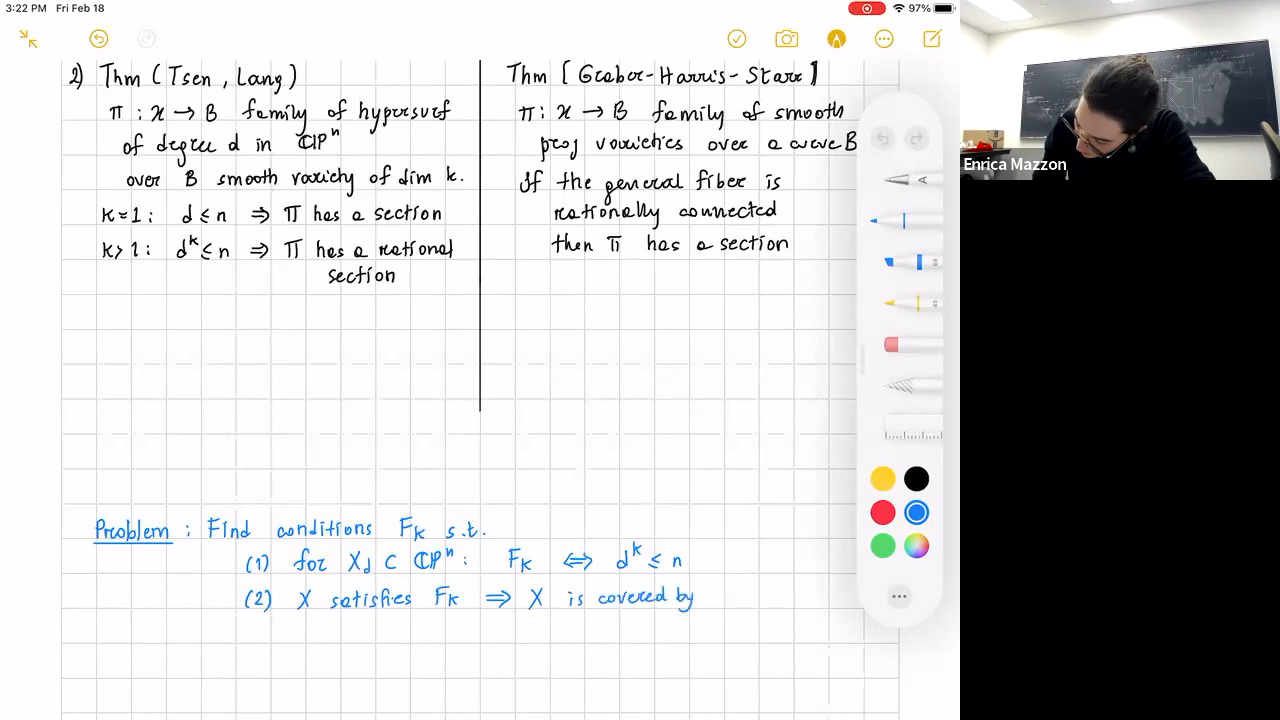 3:22 PM Fri Feb 18
97%
2) Thm (Tsen, Lang)
π : X → B family of hypersurf
of degree d in ℂℙⁿ
over B smooth variety of dim k.
k=1: d ≤ n ⇒ π has a section
k>1: dᵏ ≤ n ⇒ π has a rational
section
Thm [Graber-Harris-Starr]
π: X → B family of smooth
proj varieties over a curve B
If the general fiber is
rationally connected
then π has a section
Problem : Find conditions Fₖ s.t.
(1) for X_d ⊂ ℂℙⁿ : Fₖ ⇔ dᵏ ≤ n
(2) X satisfies Fₖ ⇒ X is covered by
Enrica Mazzon